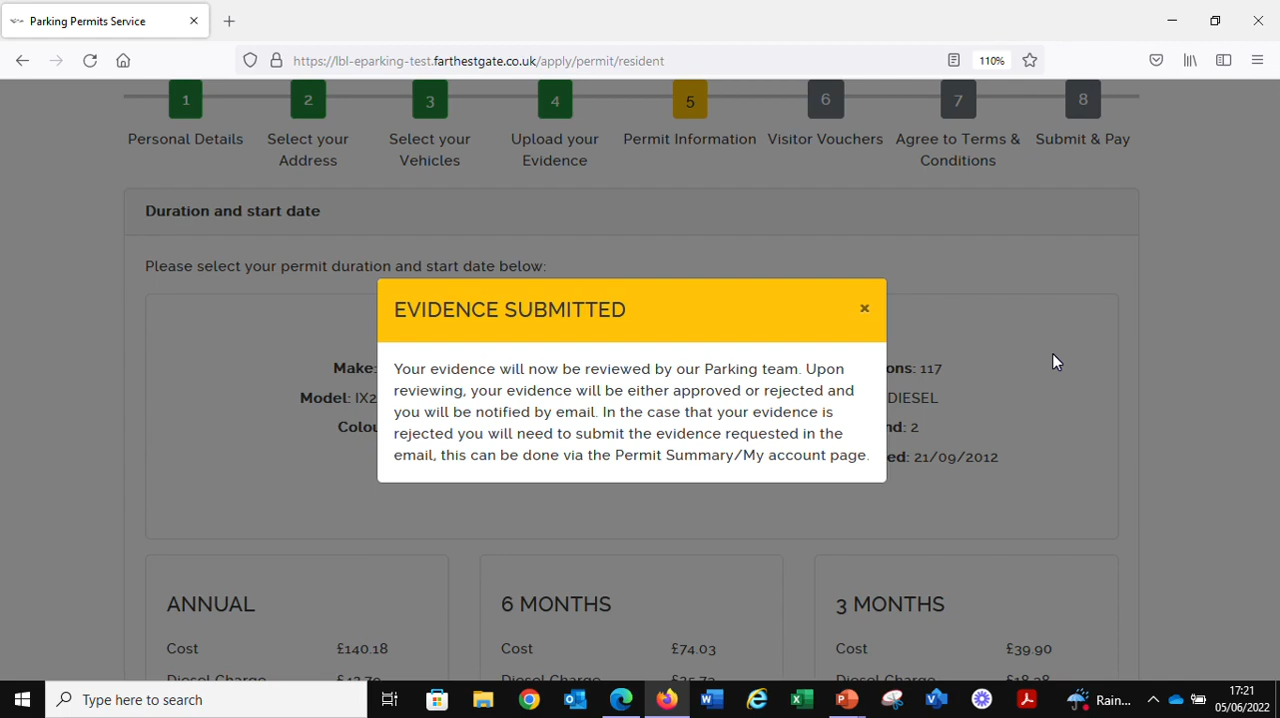 Parking Permits Service
https://lbl-eparking-test.farthestgate.co.uk/apply/permit/resident
110%
1 2 3 4 5 6 7 8
Personal Details Select your Select your Upload your Permit Information Visitor Vouchers Agree to Terms & Submit & Pay
Address Vehicles Evidence Conditions
Duration and start date
Please select your permit duration and start date below:
EVIDENCE SUBMITTED
Your evidence will now be reviewed by our Parking team. Upon
reviewing, your evidence will be either approved or rejected and
you will be notified by email. In the case that your evidence is
rejected you will need to submit the evidence requested in the
email, this can be done via the Permit Summary/My account page.
Make: ons: 117
Model: IX2 DIESEL
Colou nd: 2
ed: 21/09/2012
ANNUAL 6 MONTHS 3 MONTHS
Cost £140.18 Cost £74.03 Cost £39.90
Diesel Charge Diesel Charge Diesel Charge
Type here to search
Rain...
17:21
05/06/2022